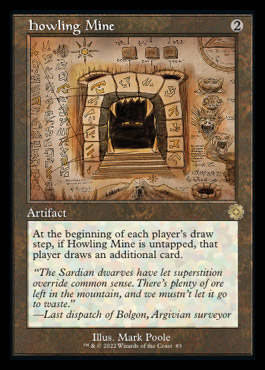 Howling Mine 2
Artifact
At the beginning of each player's draw
step, if Howling Mine is untapped, that
player draws an additional card.
"The Sardian dwarves have let superstition
override common sense. There's plenty of ore
left in the mountain, and we mustn't let it go
to waste."
—Last dispatch of Bolgon, Argivian surveyor
Illus. Mark Poole
™ & © 2022 Wizards of the Coast 83